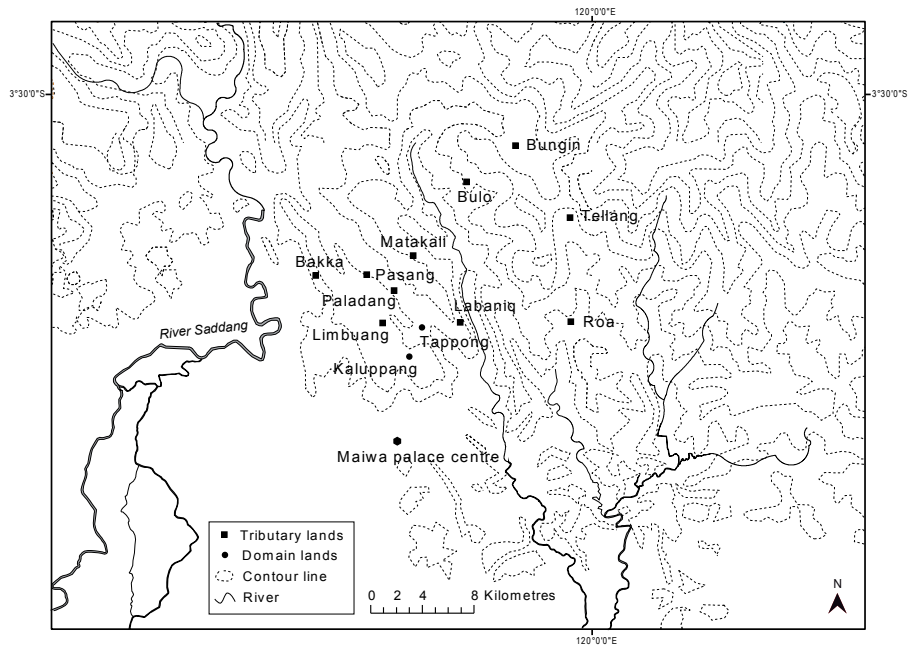 120°0'0"E
3°30'0"S
3°30'0"S
Bungin
Bulo
Tellang
Matakali
Bakka
Pasang
Paladang
Labaniq
Limbuang
Roa
Tappong
River Saddang
Kaluppang
Maiwa palace centre
Tributary lands
Domain lands
Contour line
River
0 2 4 8 Kilometres
N
120°0'0"E